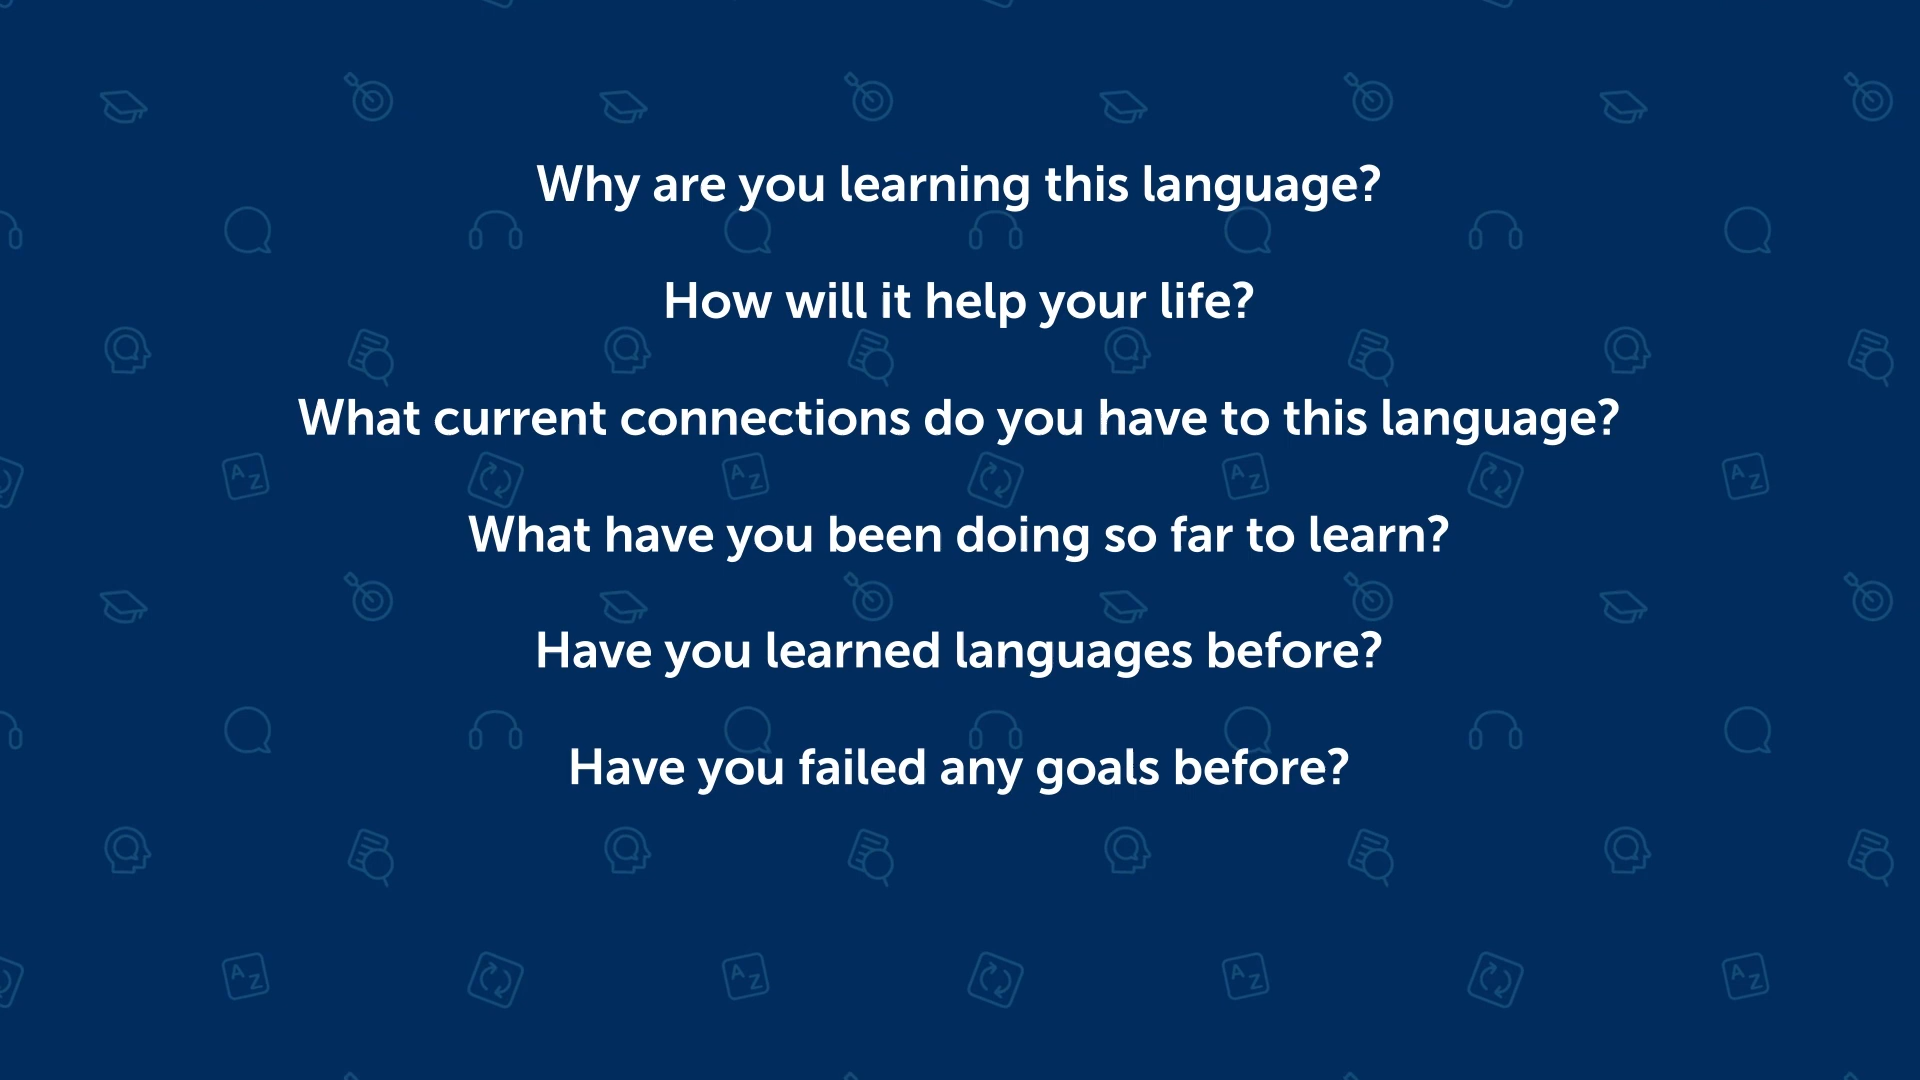 Why are you learning this language?
How will it help your life?
What current connections do you have to this language?
What have you been doing so far to learn?
Have you learned languages before?
Have you failed any goals before?